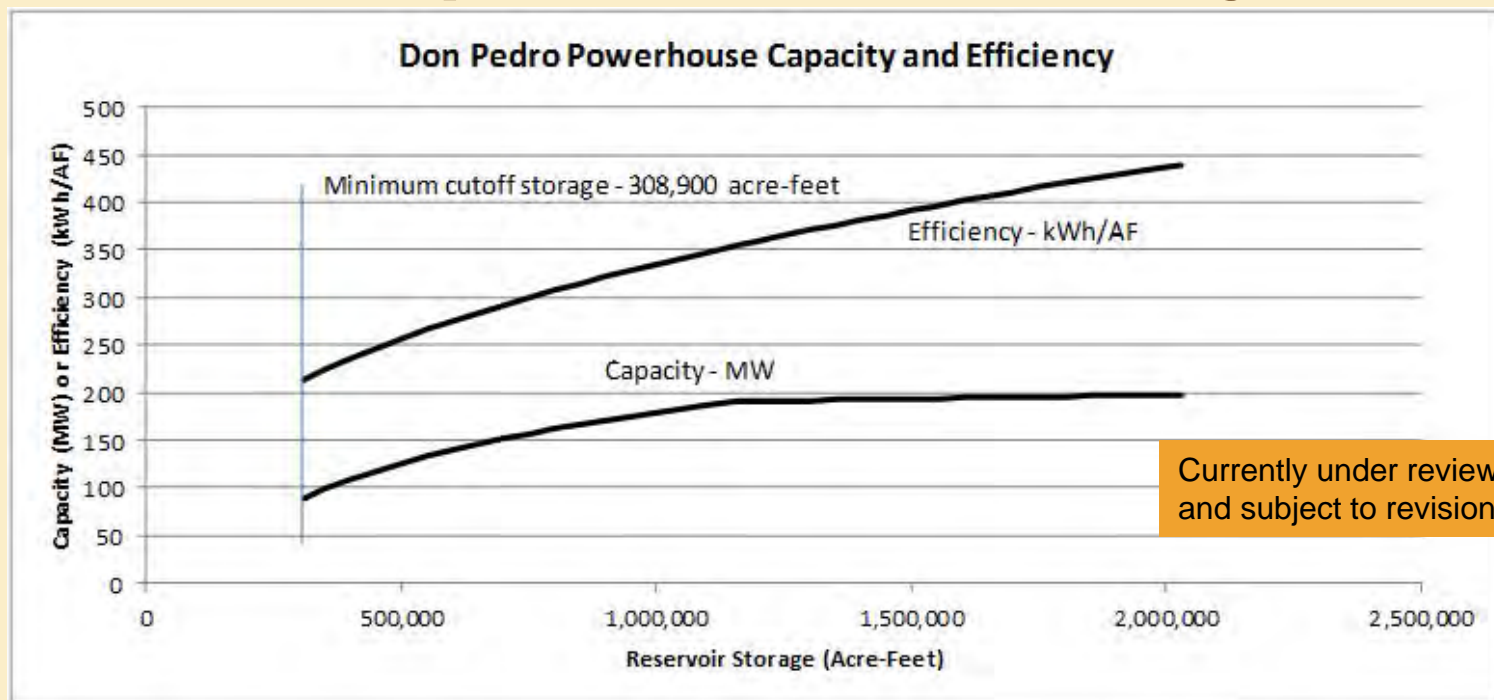 Don Pedro Powerhouse Capacity and Efficiency
Capacity (MW) or Efficiency (kWh/AF)
500
450
400
350
300
250
200
150
100
50
0
Minimum cutoff storage - 308,900 acre-feet
Efficiency - kWh/AF
Capacity - MW
Currently under review
and subject to revision
0
500,000
1,000,000
1,500,000
2,000,000
2,500,000
Reservoir Storage (Acre-Feet)